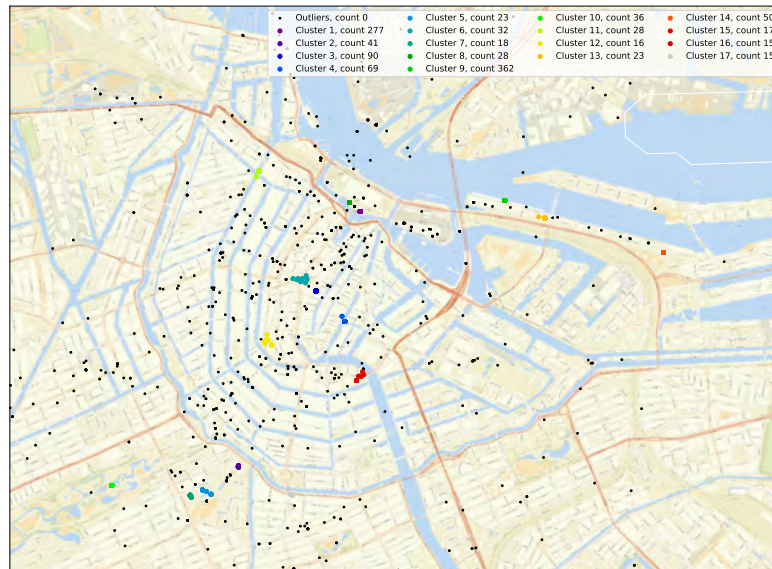 Outliers, count 0
Cluster 1, count 277
Cluster 2, count 41
Cluster 3, count 90
Cluster 4, count 69
Cluster 5, count 23
Cluster 6, count 32
Cluster 7, count 18
Cluster 8, count 28
Cluster 9, count 362
Cluster 10, count 36
Cluster 11, count 28
Cluster 12, count 16
Cluster 13, count 23
Cluster 14, count 50
Cluster 15, count 17
Cluster 16, count 15
Cluster 17, count 15